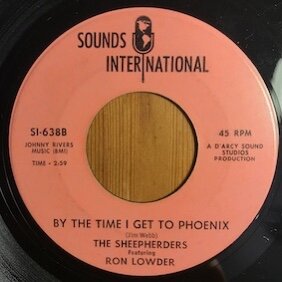 SOUNDS
INTERNATIONAL
SI-638B
JOHNNY RIVERS
MUSIC (BMI)
TIME - 2:59
45 RPM
A D'ARCY SOUND
STUDIOS
PRODUCTION
BY THE TIME I GET TO PHOENIX
(Jim Webb)
THE SHEEPHERDERS
Featuring
RON LOWDER